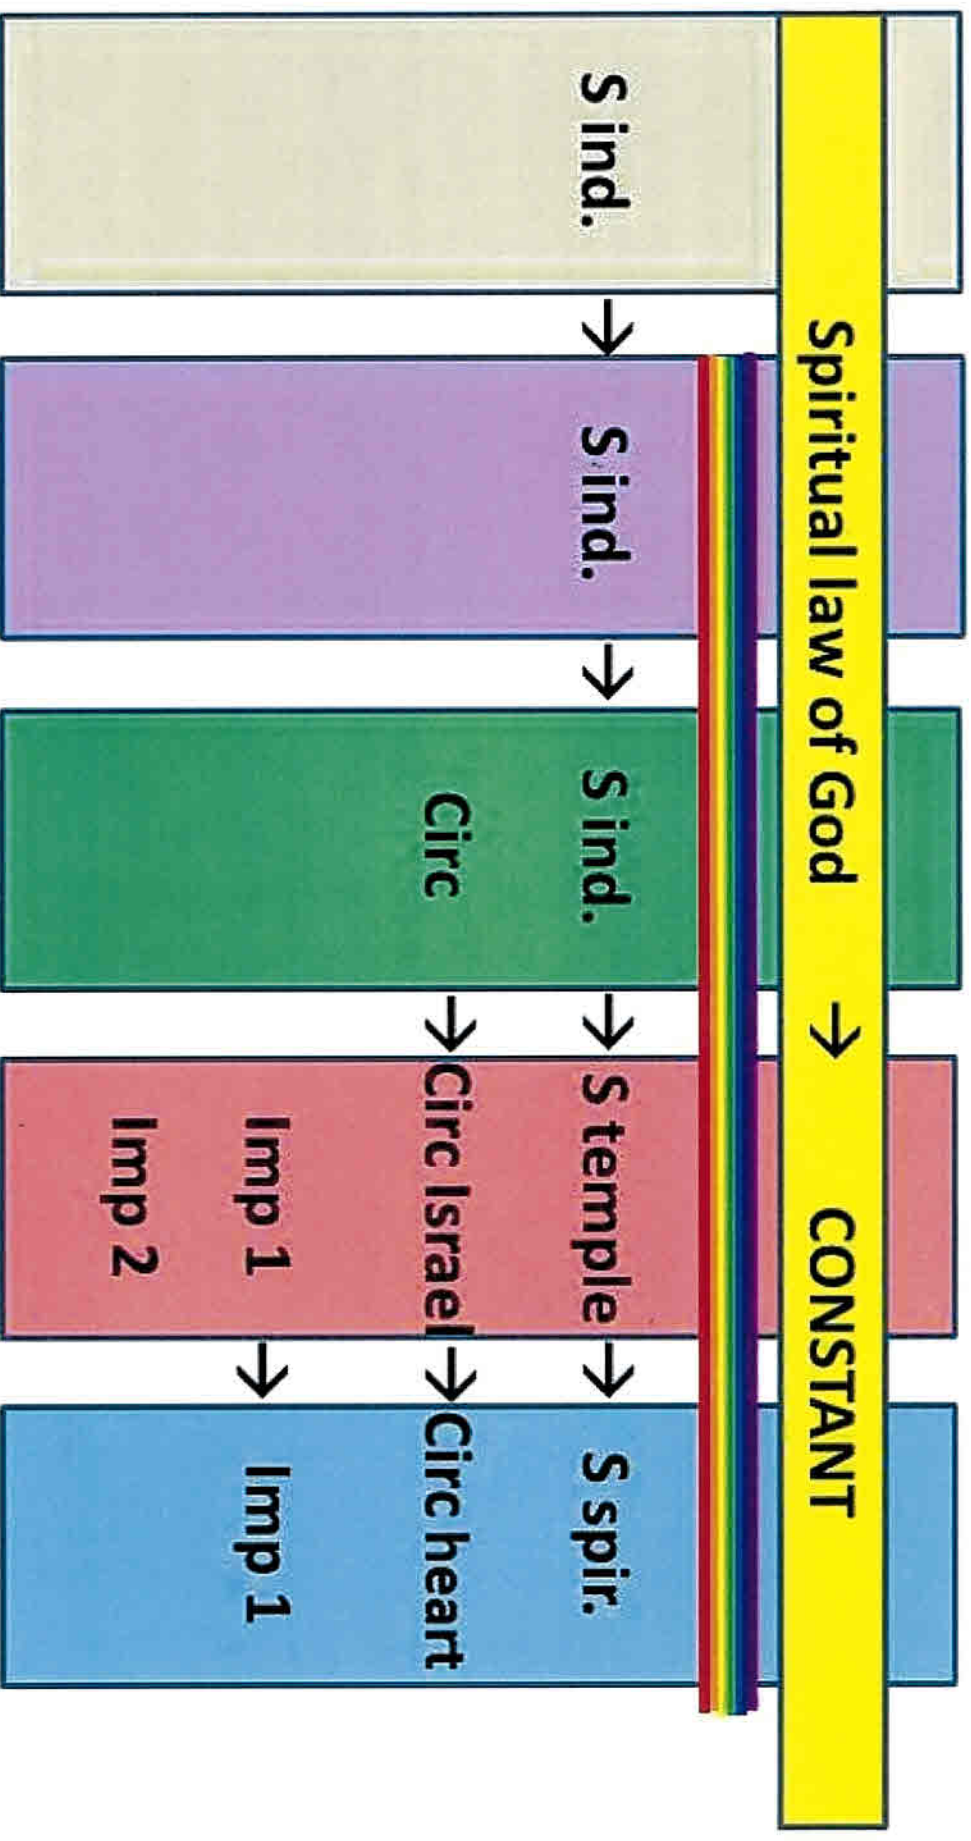 Spiritual law of God → CONSTANT
S ind. → S ind. → S ind. → S temple → S spir.
Circ → Circ Israel → Circ heart
Imp 1 → Imp 1
Imp 2